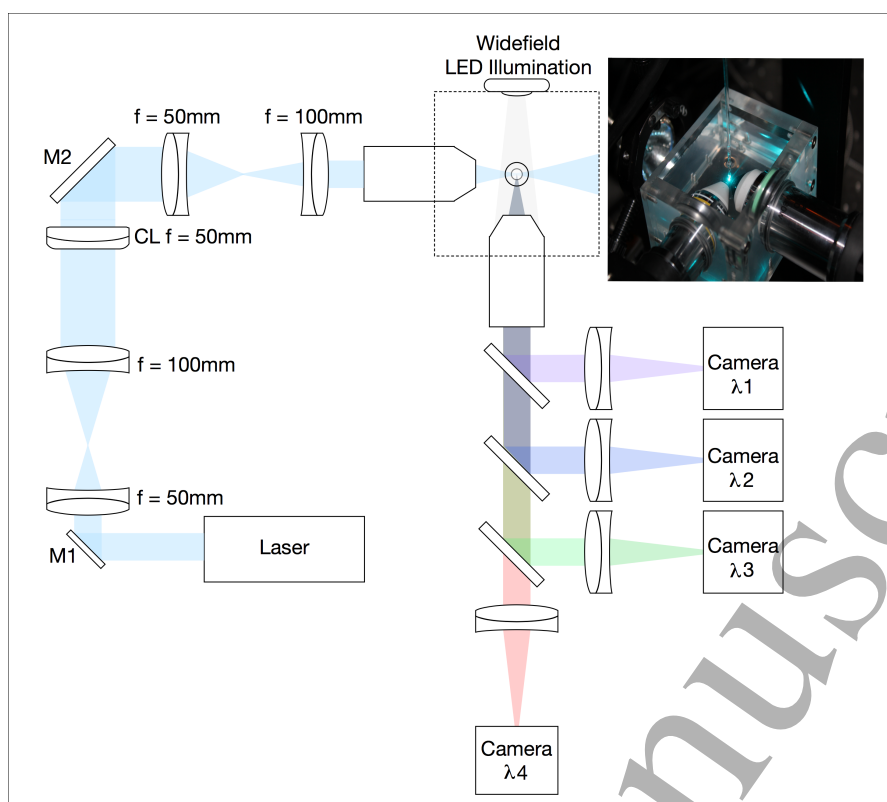 Widefield
LED Illumination
f = 50mm
f = 100mm
M2
CL f = 50mm
f = 100mm
f = 50mm
M1
Laser
Camera
λ1
Camera
λ2
Camera
λ3
Camera
λ4